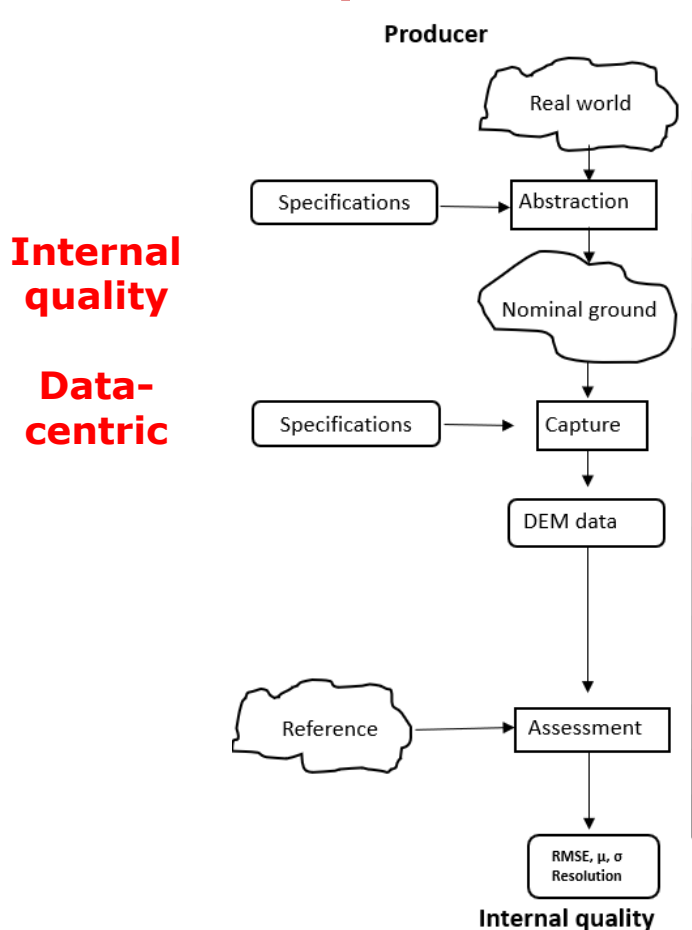 Producer
Real world
Specifications
Abstraction
Internal
quality
Nominal ground
Data-
centric
Specifications
Capture
DEM data
Reference
Assessment
RMSE, μ, σ
Resolution
Internal quality